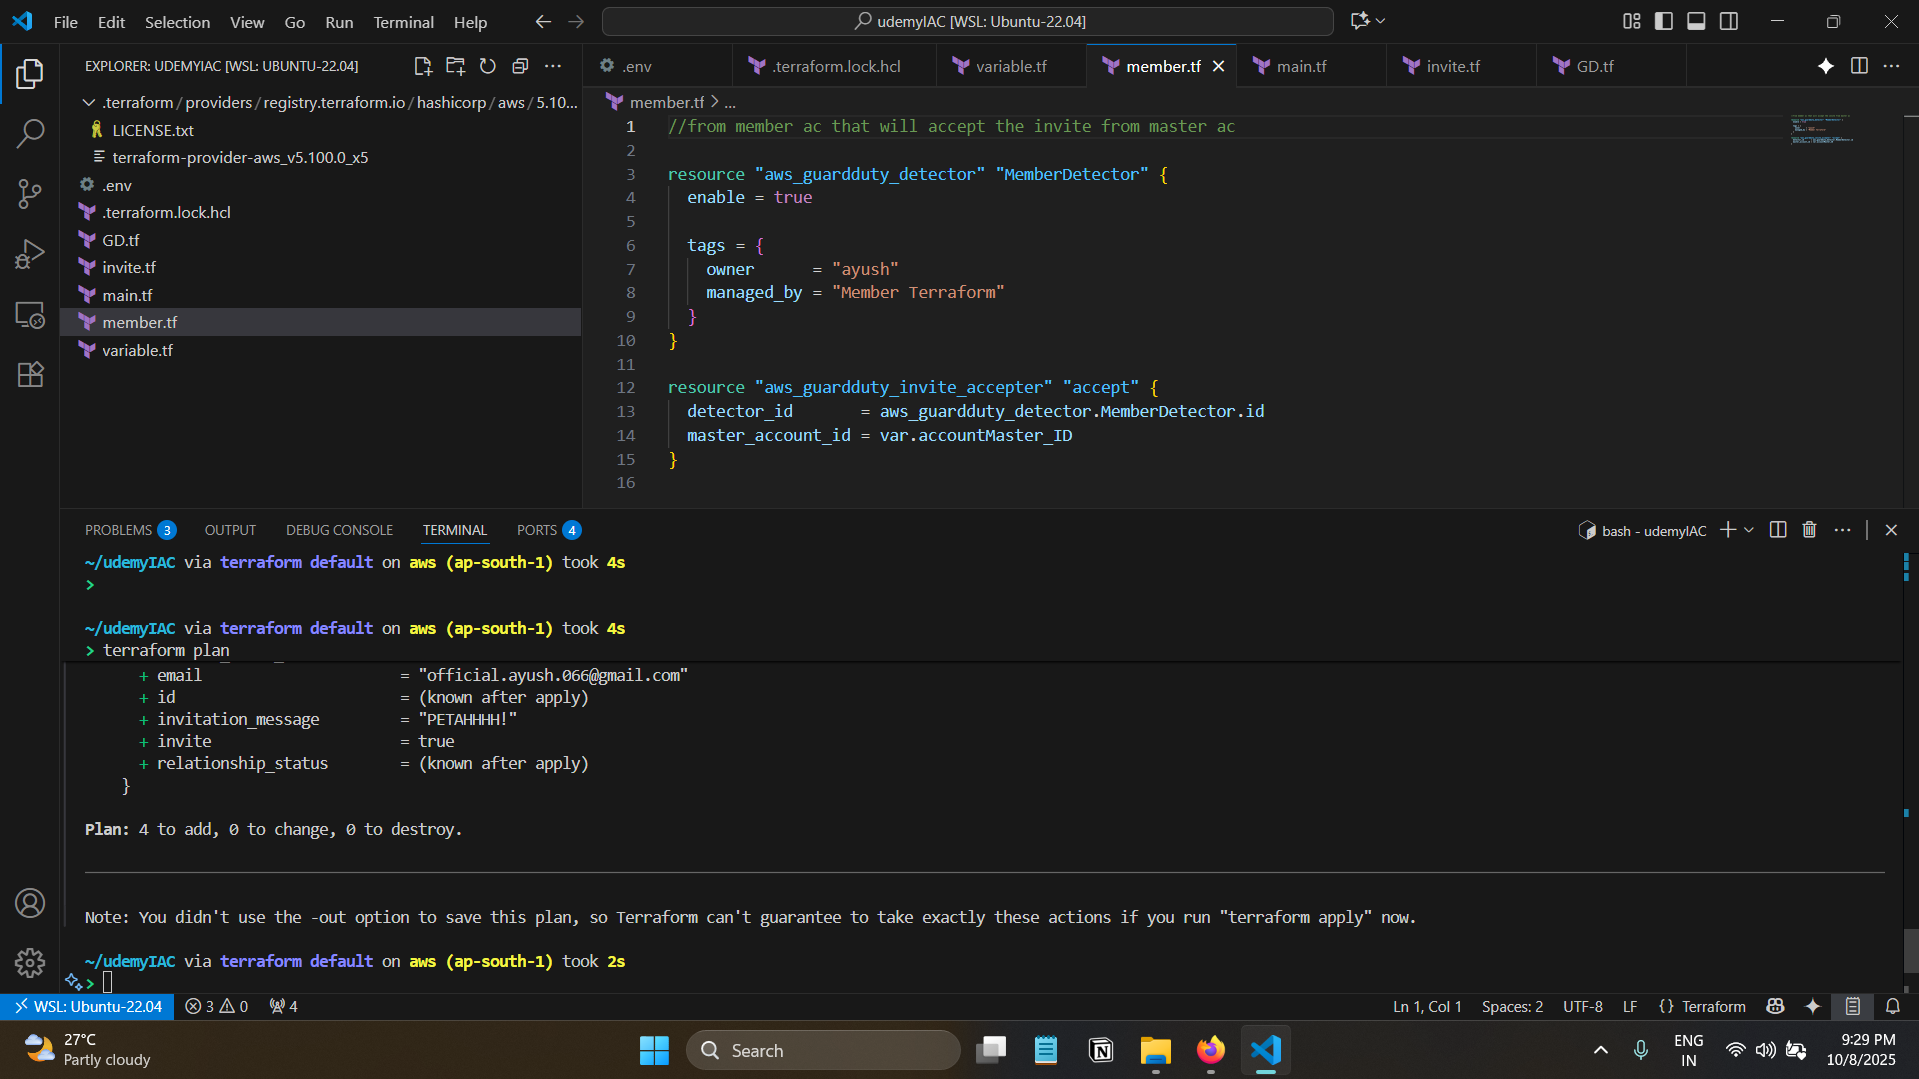 File Edit Selection View Go Run Terminal Help
udemyIAC [WSL: Ubuntu-22.04]
EXPLORER: UDEMYIAC [WSL: UBUNTU-22.04]
.terraform / providers / registry.terraform.io / hashicorp / aws / 5.10...
LICENSE.txt
terraform-provider-aws_v5.100.0_x5
.env
.terraform.lock.hcl
GD.tf
invite.tf
main.tf
member.tf
variable.tf
.env .terraform.lock.hcl variable.tf member.tf main.tf invite.tf GD.tf
member.tf > ...
1 //from member ac that will accept the invite from master ac
2
3 resource "aws_guardduty_detector" "MemberDetector" {
4 enable = true
5
6 tags = {
7 owner = "ayush"
8 managed_by = "Member Terraform"
9 }
10 }
11
12 resource "aws_guardduty_invite_accepter" "accept" {
13 detector_id = aws_guardduty_detector.MemberDetector.id
14 master_account_id = var.accountMaster_ID
15 }
16
PROBLEMS 3 OUTPUT DEBUG CONSOLE TERMINAL PORTS 4
bash - udemyIAC
~/udemyIAC via terraform default on aws (ap-south-1) took 4s
>
~/udemyIAC via terraform default on aws (ap-south-1) took 4s
> terraform plan
+ email = "official.ayush.066@gmail.com"
+ id = (known after apply)
+ invitation_message = "PETAHHHH!"
+ invite = true
+ relationship_status = (known after apply)
}
Plan: 4 to add, 0 to change, 0 to destroy.
Note: You didn't use the -out option to save this plan, so Terraform can't guarantee to take exactly these actions if you run "terraform apply" now.
~/udemyIAC via terraform default on aws (ap-south-1) took 2s
>
WSL: Ubuntu-22.04 3 0 4
Ln 1, Col 1 Spaces: 2 UTF-8 LF {} Terraform
27°C
Partly cloudy
Search
ENG
IN
9:29 PM
10/8/2025